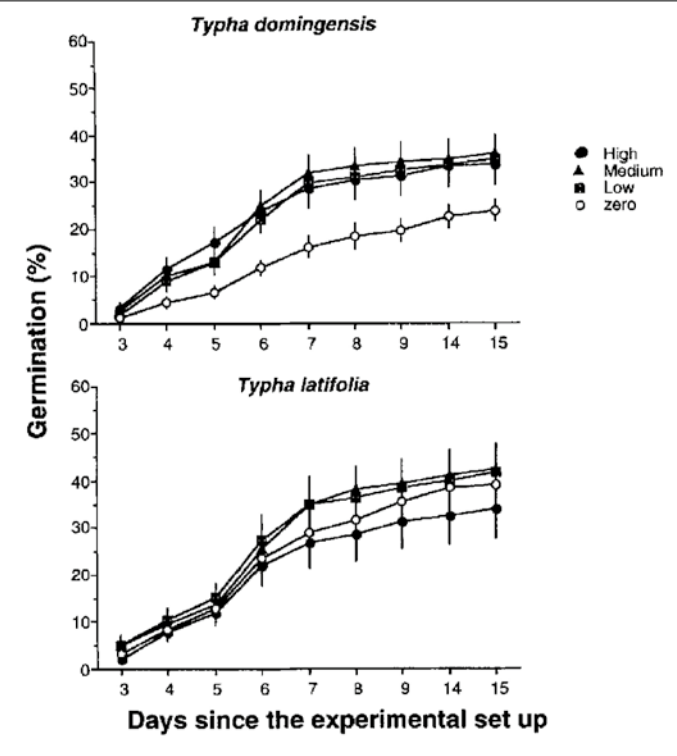 Typha domingensis
60
50
40
30
20
10
0
3 4 5 6 7 8 9 14 15
High
Medium
Low
zero
Germination (%)
Typha latifolia
60
50
40
30
20
10
0
3 4 5 6 7 8 9 14 15
Days since the experimental set up